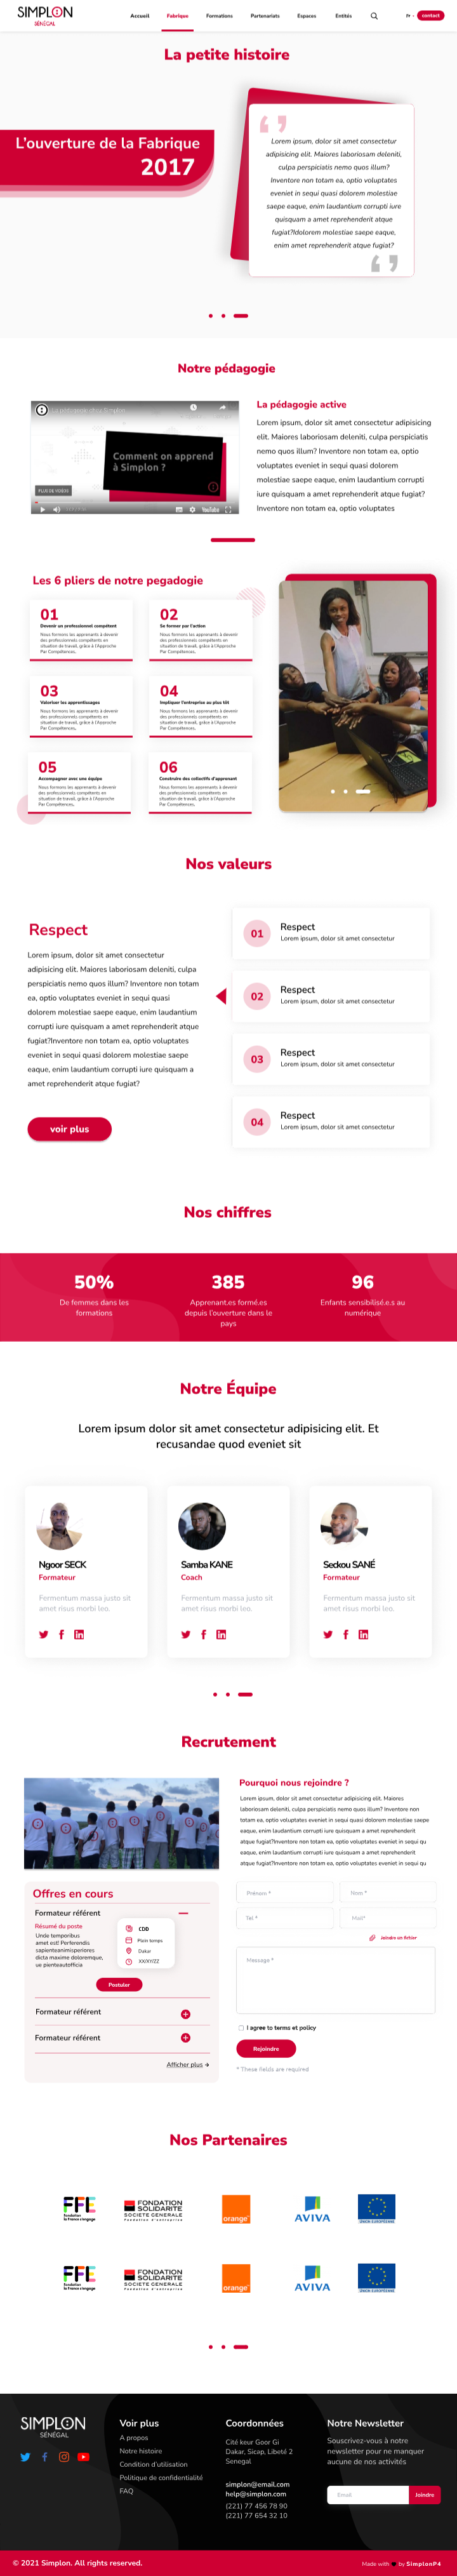 SIMPLON
SÉNÉGAL
Accueil
Fabrique
Formations
Partenariats
Espaces
Entités
Fr
contact
La petite histoire
L'ouverture de la Fabrique
2017
Lorem ipsum, dolor sit amet consectetur
adipisicing elit. Maiores laboriosam deleniti,
culpa perspiciatis nemo quos illum?
Inventore non totam ea, optio voluptates
eveniet in sequi quasi dolorem molestiae
saepe eaque, enim laudantium corrupti iure
quisquam a amet reprehenderit atque
fugiat?Idolorem molestiae saepe eaque,
enim amet reprehenderit atque fugiat?
Notre pédagogie
Comment on apprend
à Simplon ?
PLUS DE VIDÉOS
YouTube
La pédagogie active
Lorem ipsum, dolor sit amet consectetur adipisicing
elit. Maiores laboriosam deleniti, culpa perspiciatis
nemo quos illum? Inventore non totam ea, optio
voluptates eveniet in sequi quasi dolorem
molestiae saepe eaque, enim laudantium corrupti
iure quisquam a amet reprehenderit atque fugiat?
Inventore non totam ea, optio voluptates
Les 6 pliers de notre pegadogie
01
Devenir un professionnel compétent
Nous formons les apprenants à devenir
des professionnels compétents en
situation de travail, grâce à l'Approche
Par Compétences.
02
Se former par l'action
Nous formons les apprenants à devenir
des professionnels compétents en
situation de travail, grâce à l'Approche
Par Compétences.
03
Valoriser les apprentissages
Nous formons les apprenants à devenir
des professionnels compétents en
situation de travail, grâce à l'Approche
Par Compétences.
04
Impliquer l'entreprise au plus tôt
Nous formons les apprenants à devenir
des professionnels compétents en
situation de travail, grâce à l'Approche
Par Compétences.
05
Accompagner avec une équipe
Nous formons les apprenants à devenir
des professionnels compétents en
situation de travail, grâce à l'Approche
Par Compétences.
06
Construire des collectifs d'apprenant
Nous formons les apprenants à devenir
des professionnels compétents en
situation de travail, grâce à l'Approche
Par Compétences.
Nos valeurs
Respect
Lorem ipsum, dolor sit amet consectetur
adipisicing elit. Maiores laboriosam deleniti, culpa
perspiciatis nemo quos illum? Inventore non totam
ea, optio voluptates eveniet in sequi quasi
dolorem molestiae saepe eaque, enim laudantium
corrupti iure quisquam a amet reprehenderit atque
fugiat?Inventore non totam ea, optio voluptates
eveniet in sequi quasi dolorem molestiae saepe
eaque, enim laudantium corrupti iure quisquam a
amet reprehenderit atque fugiat?
voir plus
01
Respect
Lorem ipsum, dolor sit amet consectetur
02
Respect
Lorem ipsum, dolor sit amet consectetur
03
Respect
Lorem ipsum, dolor sit amet consectetur
04
Respect
Lorem ipsum, dolor sit amet consectetur
Nos chiffres
50%
De femmes dans les
formations
385
Apprenant.es formé.es
depuis l'ouverture dans le
pays
96
Enfants sensibilisé.e.s au
numérique
Notre Équipe
Lorem ipsum dolor sit amet consectetur adipisicing elit. Et
recusandae quod eveniet sit
Ngoor SECK
Formateur
Fermentum massa justo sit
amet risus morbi leo.
Samba KANE
Coach
Fermentum massa justo sit
amet risus morbi leo.
Seckou SANÉ
Formateur
Fermentum massa justo sit
amet risus morbi leo.
Recrutement
Pourquoi nous rejoindre ?
Lorem ipsum, dolor sit amet consectetur adipisicing elit. Maiores
laboriosam deleniti, culpa perspiciatis nemo quos illum? Inventore non
totam ea, optio voluptates eveniet in sequi quasi dolorem molestiae saepe
eaque, enim laudantium corrupti iure quisquam a amet reprehenderit
atque fugiat?Inventore non totam ea, optio voluptates eveniet in sequi qu
eaque, enim laudantium corrupti iure quisquam a amet reprehenderit
atque fugiat?Inventore non totam ea, optio voluptates eveniet in sequi qu
Offres en cours
Formateur référent
Résumé du poste
Unde temporibus
amet est! Perferendis
sapienteanimisperiores
dicta maxime doloremque,
ue pienteautofficia
CDD
Plein temps
Dakar
XX/XY/ZZ
Postuler
Formateur référent
Formateur référent
Afficher plus
Prénom *
Nom *
Tel *
Mail*
Joindre un fichier
Message *
I agree to terms et policy
Rejoindre
* These fields are required
Nos Partenaires
FFE
Fondation
la France s'engage
FONDATION
SOLIDARITE
SOCIETE GENERALE
Fondation d'entreprise
orange
AVIVA
UNION EUROPÉENNE
FFE
Fondation
la France s'engage
FONDATION
SOLIDARITE
SOCIETE GENERALE
Fondation d'entreprise
orange
AVIVA
UNION EUROPÉENNE
SIMPLON
SÉNÉGAL
Voir plus
A propos
Notre histoire
Condition d'utilisation
Politique de confidentialité
FAQ
Coordonnées
Cité keur Goor Gi
Dakar, Sicap, Libeté 2
Senegal
simplon@email.com
help@simplon.com
(221) 77 456 78 90
(221) 77 654 32 10
Notre Newsletter
Souscrivez-vous à notre
newsletter pour ne manquer
aucune de nos activités
Email
Joindre
© 2021 Simplon. All rights reserved.
Made with
by SimplonP4